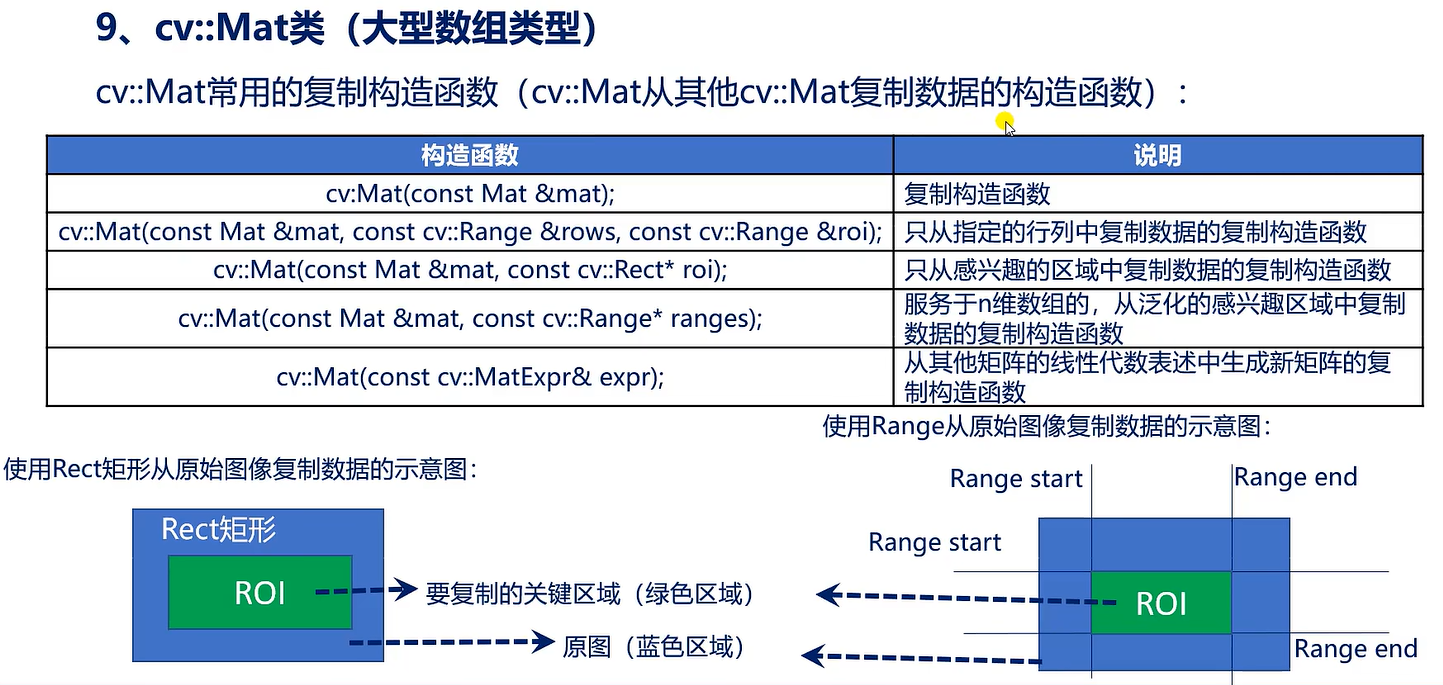 9、cv::Mat类（大型数组类型）
cv::Mat常用的复制构造函数（cv::Mat从其他cv::Mat复制数据的构造函数）：
构造函数
说明
cv:Mat(const Mat &mat);
复制构造函数
cv::Mat(const Mat &mat, const cv::Range &rows, const cv::Range &roi);
只从指定的行列中复制数据的复制构造函数
cv::Mat(const Mat &mat, const cv::Rect* roi);
只从感兴趣的区域中复制数据的复制构造函数
cv::Mat(const Mat &mat, const cv::Range* ranges);
服务于n维数组的，从泛化的感兴趣区域中复制
数据的复制构造函数
cv::Mat(const cv::MatExpr& expr);
从其他矩阵的线性代数表述中生成新矩阵的复
制构造函数
使用Range从原始图像复制数据的示意图：
使用Rect矩形从原始图像复制数据的示意图：
Range start
Range end
Rect矩形
Range start
ROI
要复制的关键区域（绿色区域）
ROI
原图（蓝色区域）
Range end